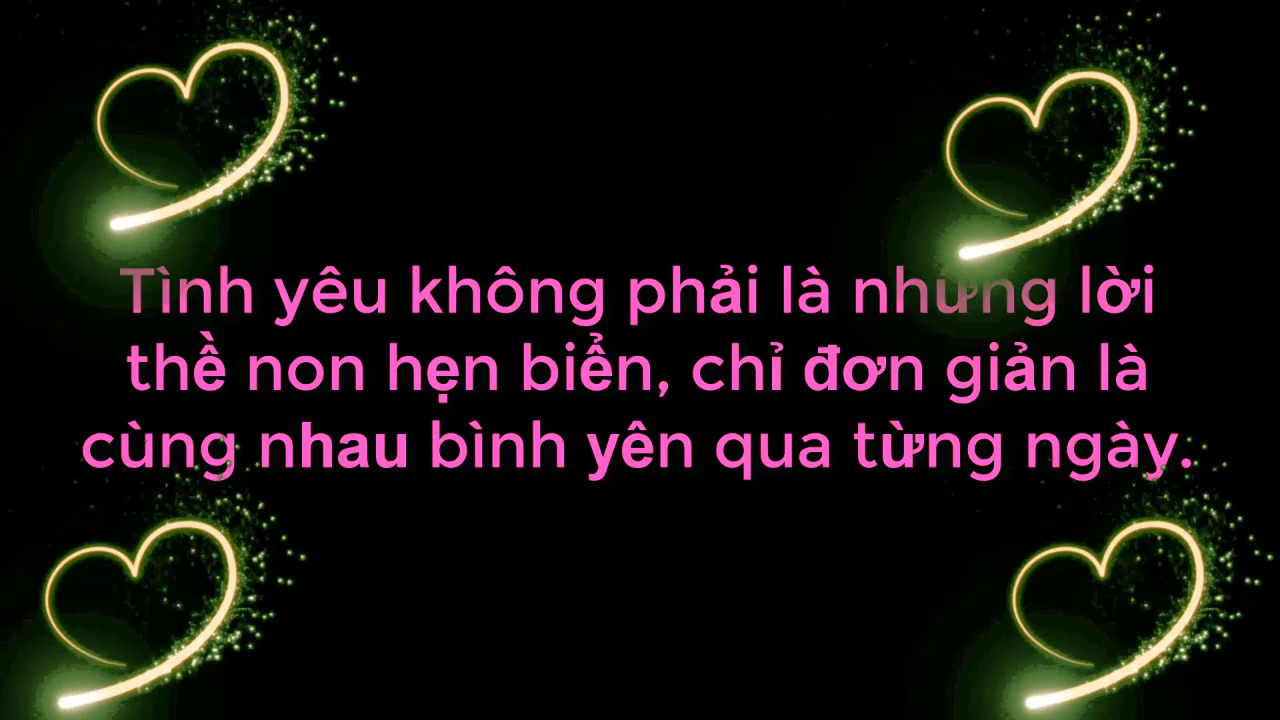 Tình yêu không phải là những lời
thề non hẹn biển, chỉ đơn giản là
cùng nhau bình yên qua từng ngày.